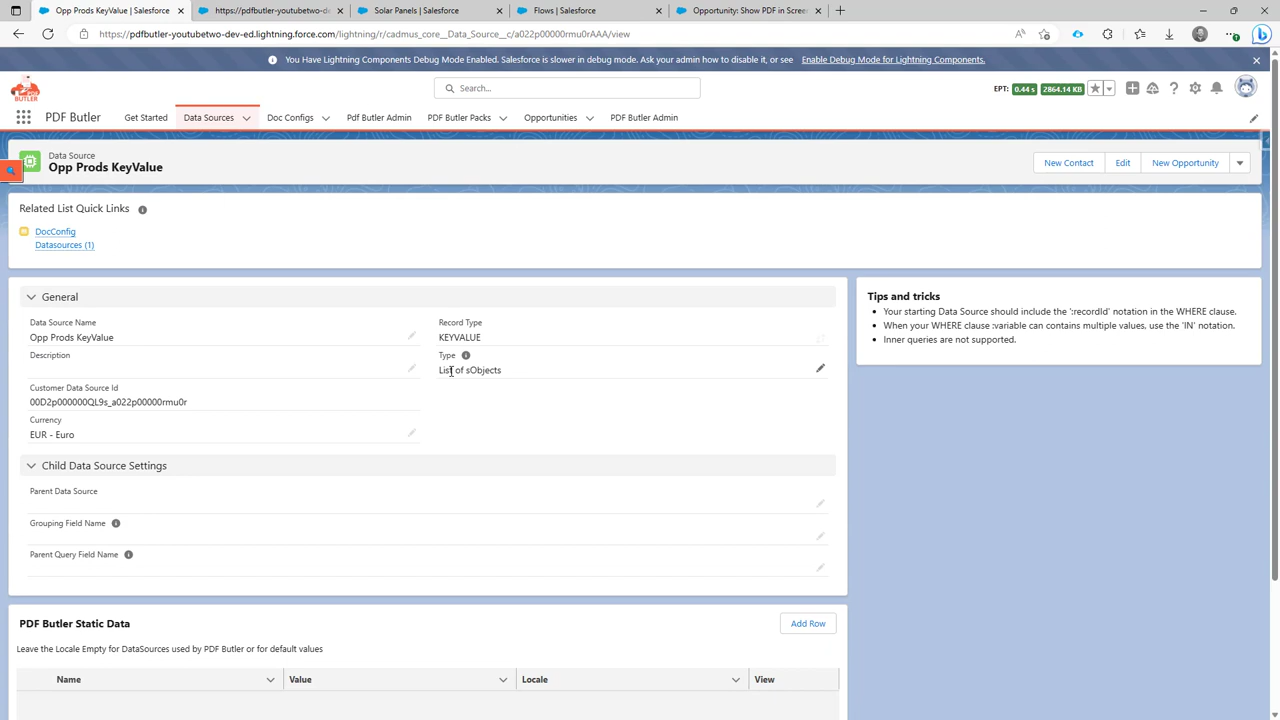 PDF Butler KeyValue | Salesforce
https://pdfbutler-youtubetwo-de
Solar Panels | Salesforce
Flows | Salesforce
Opportunity: Show PDF in Scree
https://pdfbutler-youtubetwo-dev-ed.lightning.force.com/lightning/r/cadmus_core__Data_Source__c/a022p00000rmu0rAAA/view
You Have Lightning Components Debug Mode Enabled. Salesforce is slower in debug mode. Ask your admin how to disable it, or see Enable Debug Mode for Lightning Components.
PDF BUTLER
Search...
EPT: 0.44 s 2864.14 KB
PDF Butler
Get Started
Data Sources
Doc Configs
Pdf Butler Admin
PDF Butler Packs
Opportunities
PDF Butler Admin
Data Source
Opp Prods KeyValue
New Contact
Edit
New Opportunity
Related List Quick Links
DocConfig
Datasources (1)
General
Data Source Name
Opp Prods KeyValue
Record Type
KEYVALUE
Description
Type
List of sObjects
Customer Data Source Id
00D2p000000QL9s_a022p00000rmu0r
Currency
EUR - Euro
Child Data Source Settings
Parent Data Source
Grouping Field Name
Parent Query Field Name
Tips and tricks
Your starting Data Source should include the ':recordId' notation in the WHERE clause.
When your WHERE clause :variable can contains multiple values, use the 'IN' notation.
Inner queries are not supported.
PDF Butler Static Data
Add Row
Leave the Locale Empty for DataSources used by PDF Butler or for default values
Name
Value
Locale
View